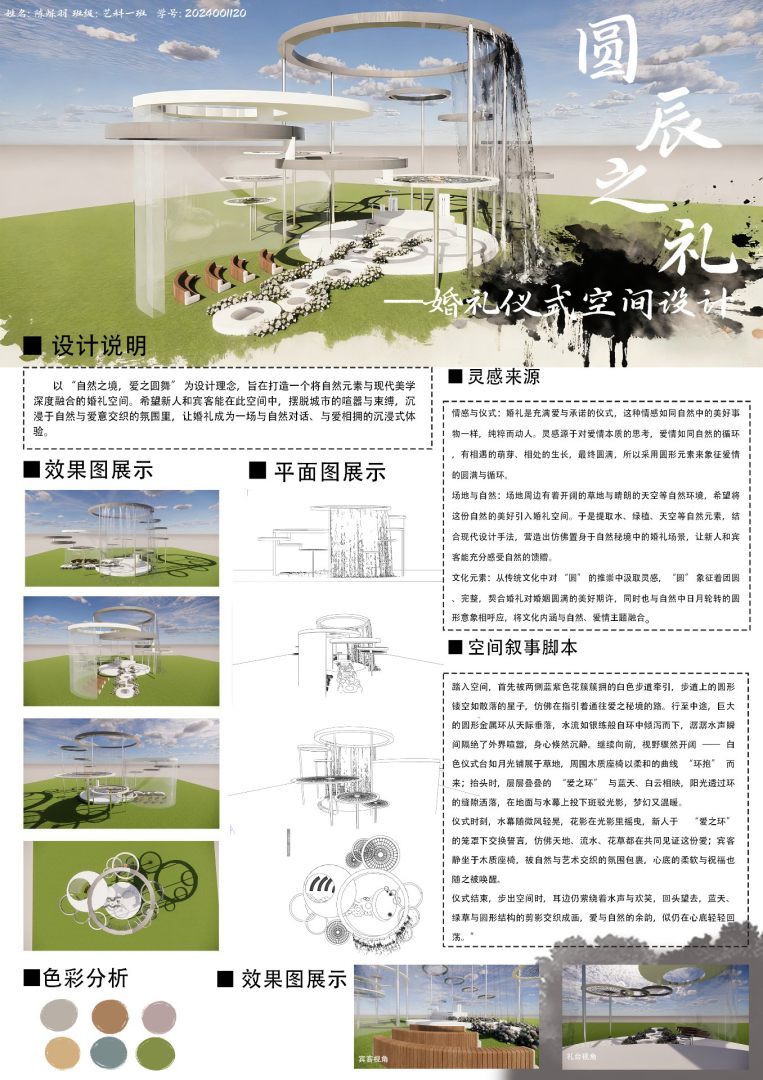 姓名: 陈烁羽 班级: 艺科一班 学号: 2024001120
圆
辰
之
礼
—婚礼仪式空间设计
■ 设计说明
以 “自然之境，爱之圆舞” 为设计理念，旨在打造一个将自然元素与现代美学
深度融合的婚礼空间。希望新人和宾客能在此空间中，摆脱城市的喧嚣与束缚，沉
浸于自然与爱意交织的氛围里，让婚礼成为一场与自然对话、与爱相拥的沉浸式体
验。
■ 灵感来源
情感与仪式：婚礼是充满爱与承诺的仪式，这种情感如同自然中的美好事
物一样，纯粹而动人。灵感源于对爱情本质的思考，爱情如同自然的循环
，有相遇的萌芽、相处的生长，最终圆满，所以采用圆形元素来象征爱情
的圆满与循环。
场地与自然：场地周边有着开阔的草地与晴朗的天空等自然环境，希望将
这份自然的美好引入婚礼空间。于是提取水、绿植、天空等自然元素，结
合现代设计手法，营造出仿佛置身于自然秘境中的婚礼场景，让新人和宾
客能充分感受自然的馈赠。
文化元素：从传统文化中对 “圆” 的推崇中汲取灵感，“圆” 象征着团圆
、完整，契合婚礼对婚姻圆满的美好期许，同时也与自然中日月轮转的圆
形意象相呼应，将文化内涵与自然、爱情主题融合。
■效果图展示
■ 平面图展示
■ 空间叙事脚本
踏入空间，首先被两侧蓝紫色花簇簇拥的白色步道牵引，步道上的圆形
镂空如散落的星子，仿佛在指引着通往爱之秘境的路。行至中途，巨大
的圆形金属环从天际垂落，水流如银练般自环中倾泻而下，潺潺水声瞬
间隔绝了外界喧嚣，身心倏然沉静。继续向前，视野骤然开阔 —— 白
色仪式台如月光铺展于草地，周围木质座椅以柔和的曲线 “环抱” 而
来；抬头时，层层叠叠的 “爱之环” 与蓝天、白云相映，阳光透过环
的缝隙洒落，在地面与水幕上投下斑驳光影，梦幻又温暖。
仪式时刻，水幕随微风轻晃，花影在光影里摇曳，新人于 “爱之环”
的笼罩下交换誓言，仿佛天地、流水、花草都在共同见证这份爱；宾客
静坐于木质座椅，被自然与艺术交织的氛围包裹，心底的柔软与祝福也
随之被唤醒。
仪式结束，步出空间时，耳边仍萦绕着水声与欢笑，回头望去，蓝天、
绿草与圆形结构的剪影交织成画，爱与自然的余韵，似仍在心底轻轻回
荡。”
■色彩分析
■ 效果图展示
宾客视角
礼台视角